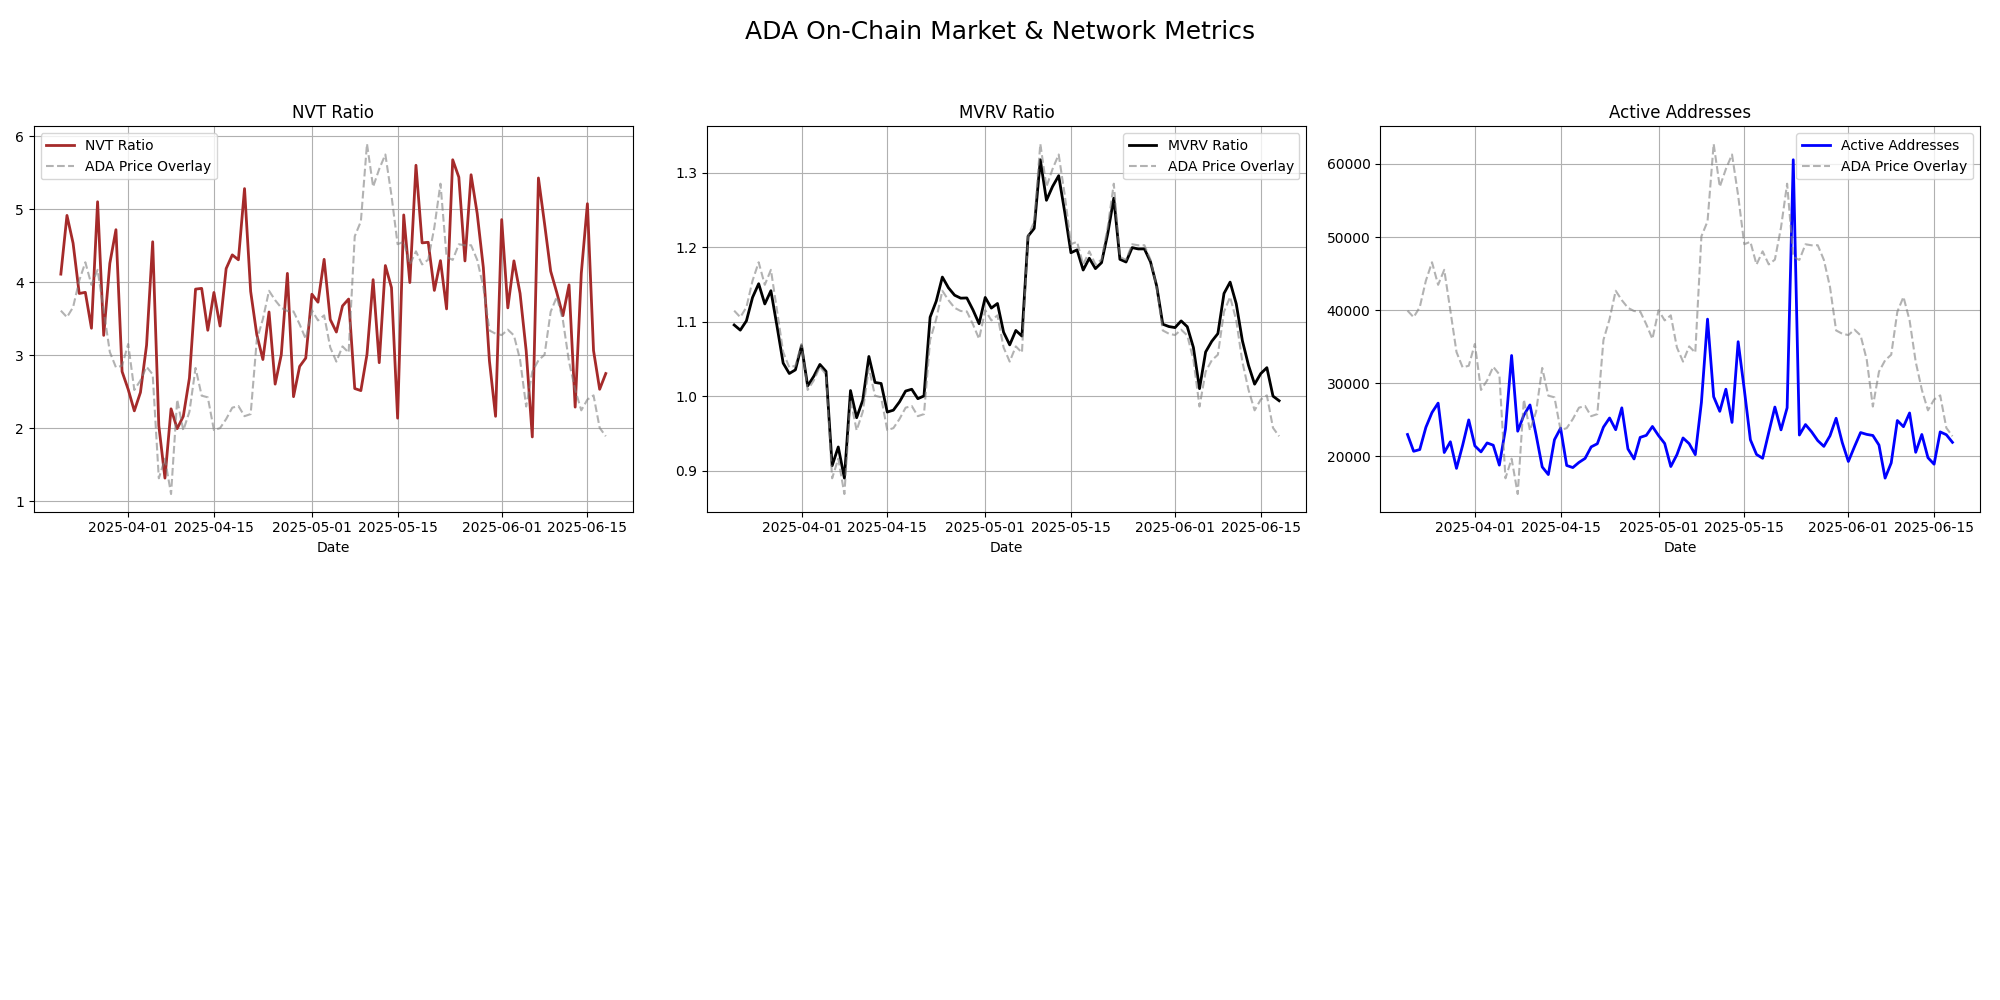 ADA On-Chain Market & Network Metrics
NVT Ratio
NVT Ratio
ADA Price Overlay
6
5
4
3
2
1
2025-04-01 2025-04-15 2025-05-01 2025-05-15 2025-06-01 2025-06-15
Date
MVRV Ratio
MVRV Ratio
ADA Price Overlay
1.3
1.2
1.1
1.0
0.9
2025-04-01 2025-04-15 2025-05-01 2025-05-15 2025-06-01 2025-06-15
Date
Active Addresses
Active Addresses
ADA Price Overlay
60000
50000
40000
30000
20000
2025-04-01 2025-04-15 2025-05-01 2025-05-15 2025-06-01 2025-06-15
Date